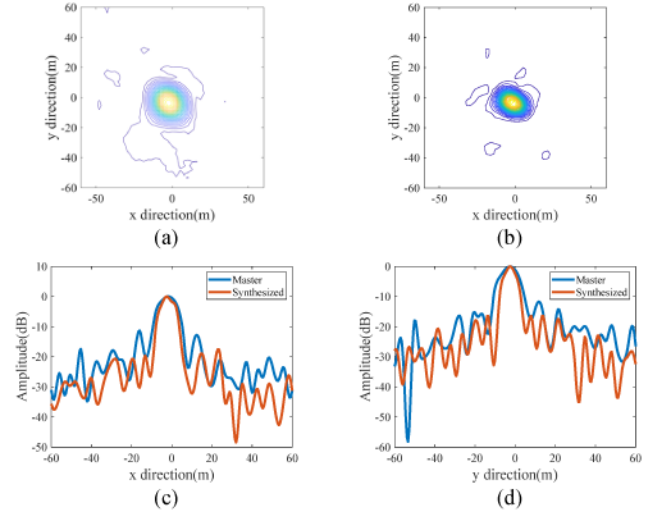 60
40
20
0
-20
-40
-60
y direction(m)
-50 0 50
x direction(m)
(a)
60
40
20
0
-20
-40
-60
y direction(m)
-50 0 50
x direction(m)
(b)
10
0
-10
-20
-30
-40
-50
Amplitude(dB)
Master
Synthesized
-60 -40 -20 0 20 40 60
x direction(m)
(c)
0
-10
-20
-30
-40
-50
-60
Amplitude(dB)
Master
Synthesized
-60 -40 -20 0 20 40 60
y direction(m)
(d)